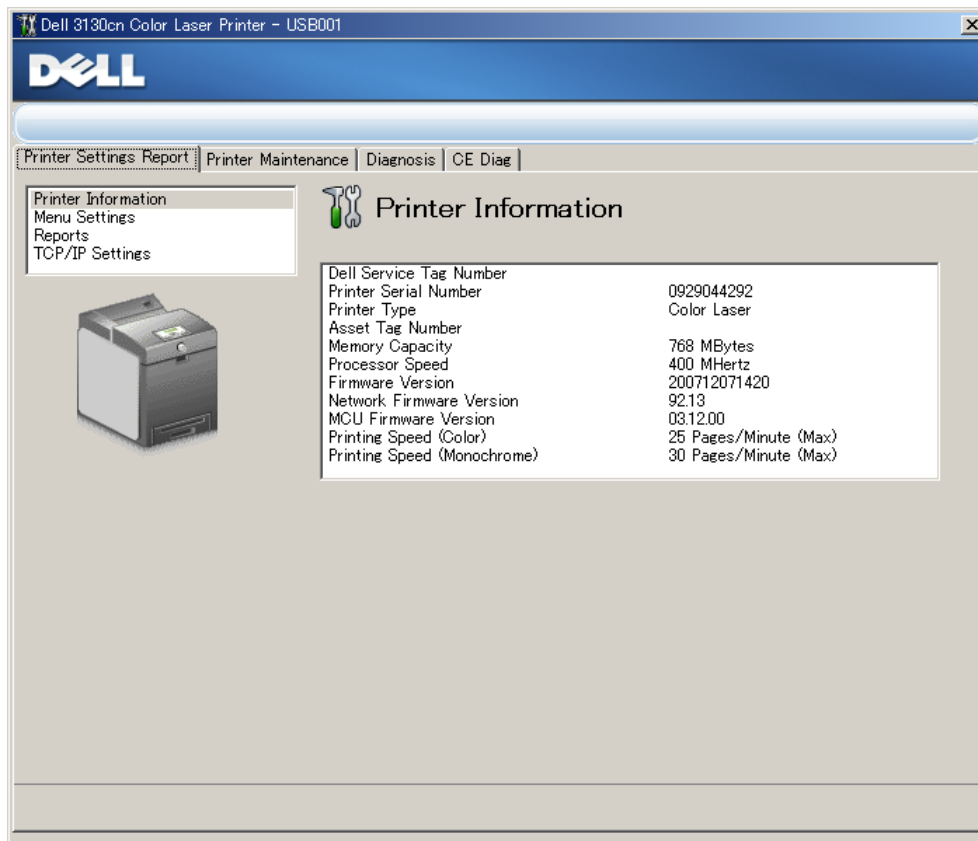 Dell 3130cn Color Laser Printer - USB001
DELL
Printer Settings Report Printer Maintenance Diagnosis CE Diag
Printer Information
Menu Settings
Reports
TCP/IP Settings
Printer Information
Dell Service Tag Number
Printer Serial Number 0929044292
Printer Type Color Laser
Asset Tag Number
Memory Capacity 768 MBytes
Processor Speed 400 MHertz
Firmware Version 200712071420
Network Firmware Version 92.13
MCU Firmware Version 03.12.00
Printing Speed (Color) 25 Pages/Minute (Max)
Printing Speed (Monochrome) 30 Pages/Minute (Max)